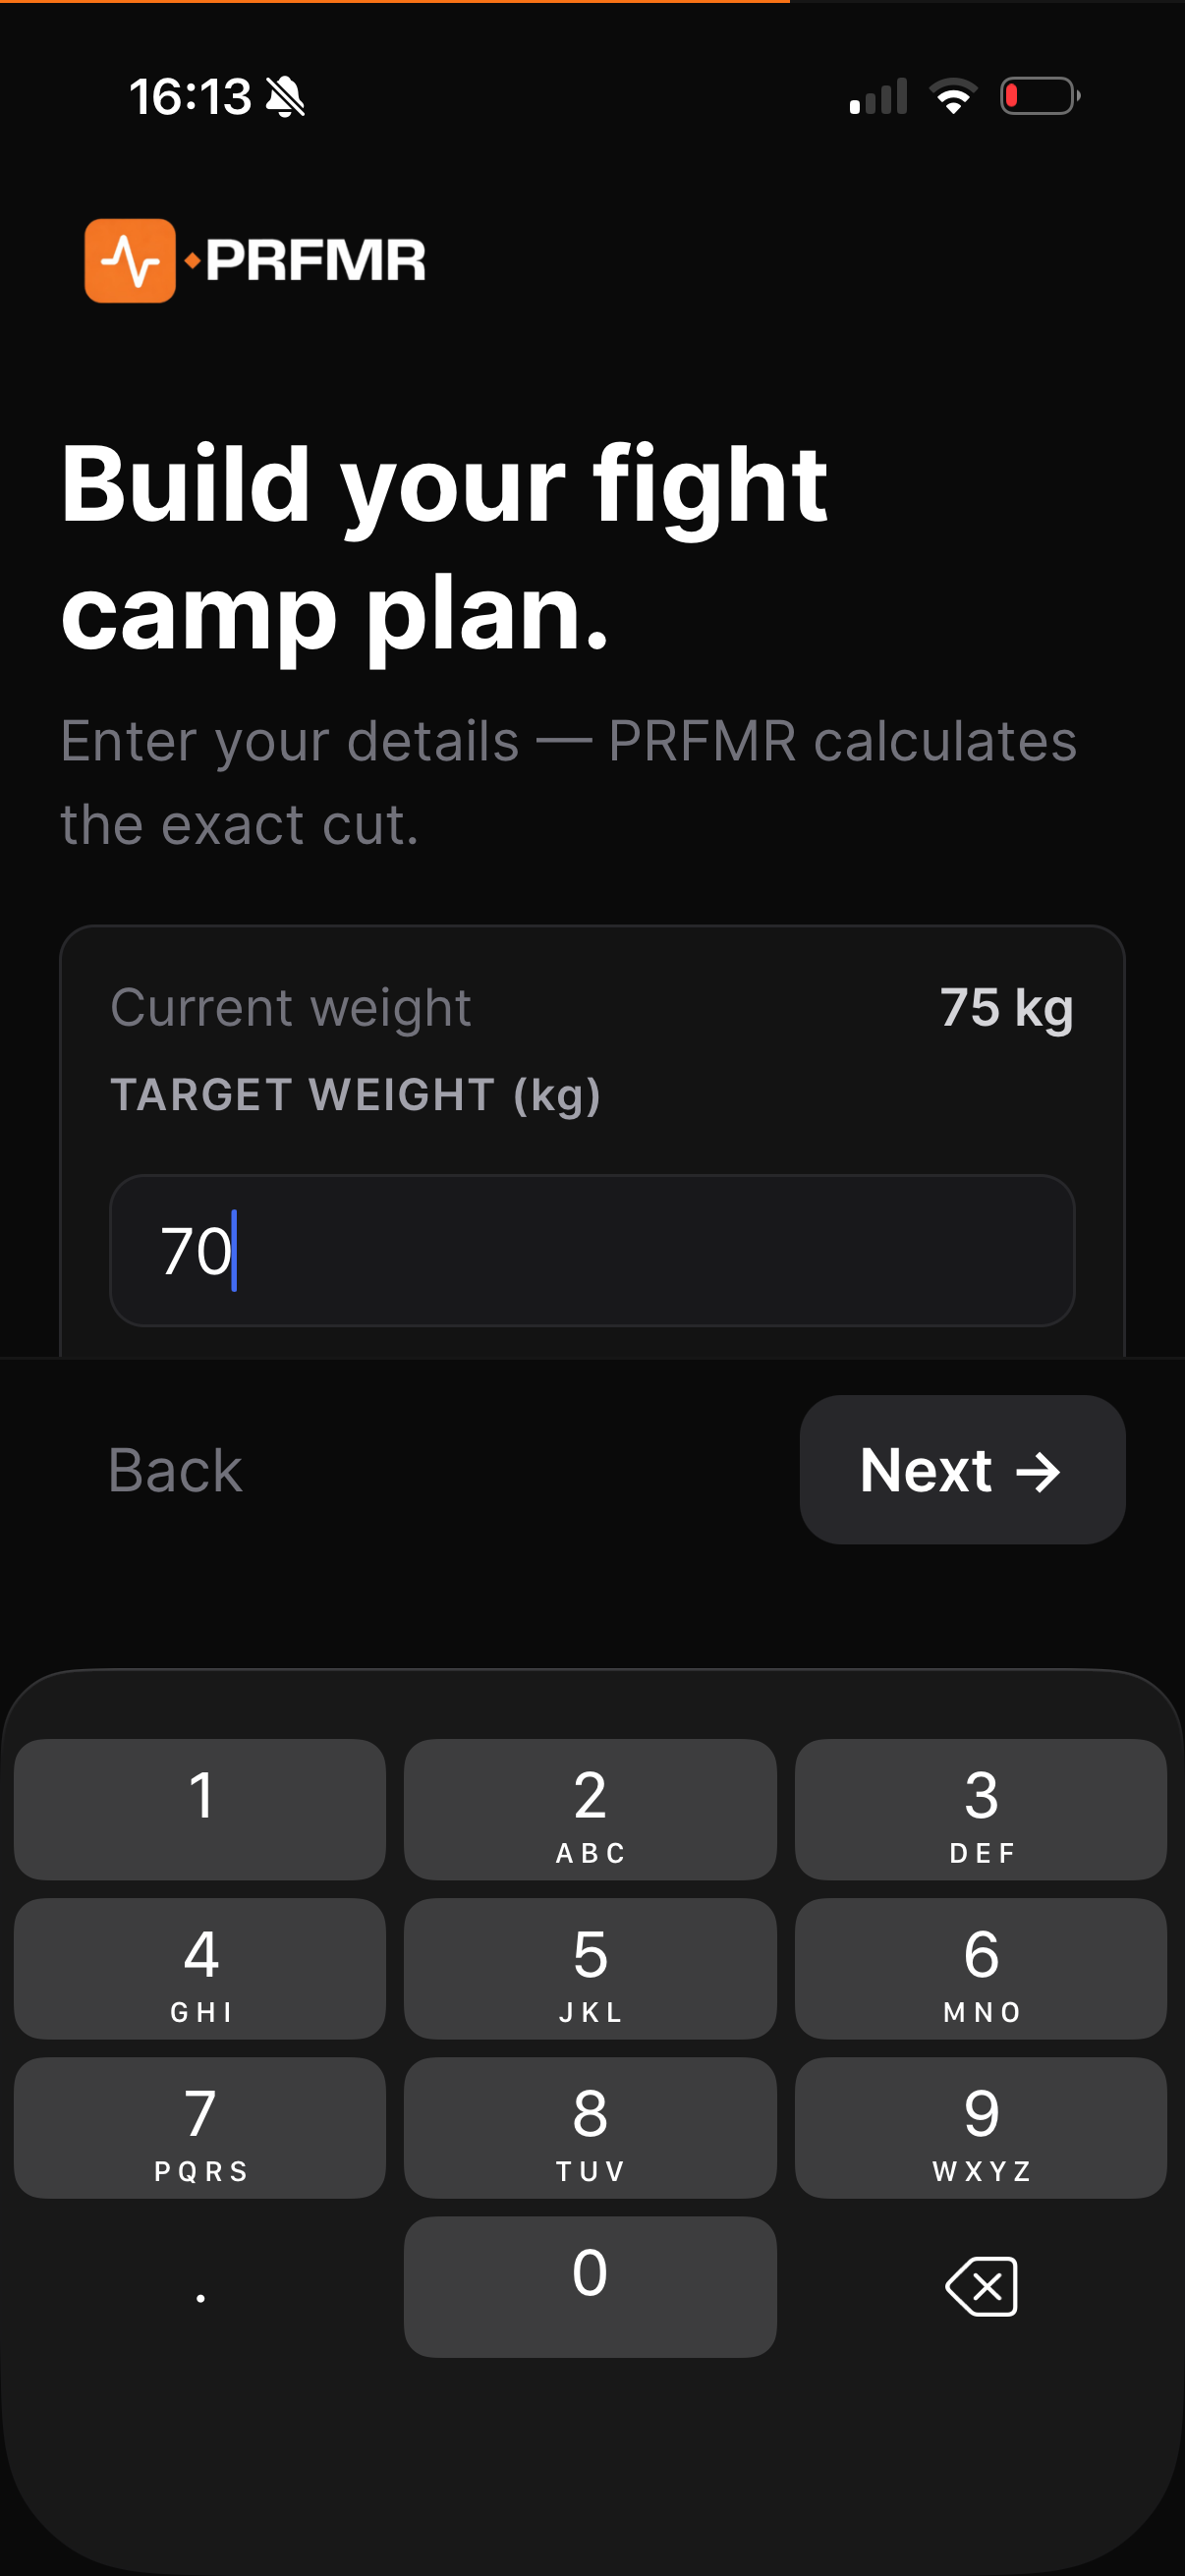 16:13
PRFMR
Build your fight
camp plan.
Enter your details — PRFMR calculates
the exact cut.
Current weight 75 kg
TARGET WEIGHT (kg)
70
Back Next →
1 2 3
ABC DEF
4 5 6
GHI JKL MNO
7 8 9
PQRS TUV WXYZ
. 0